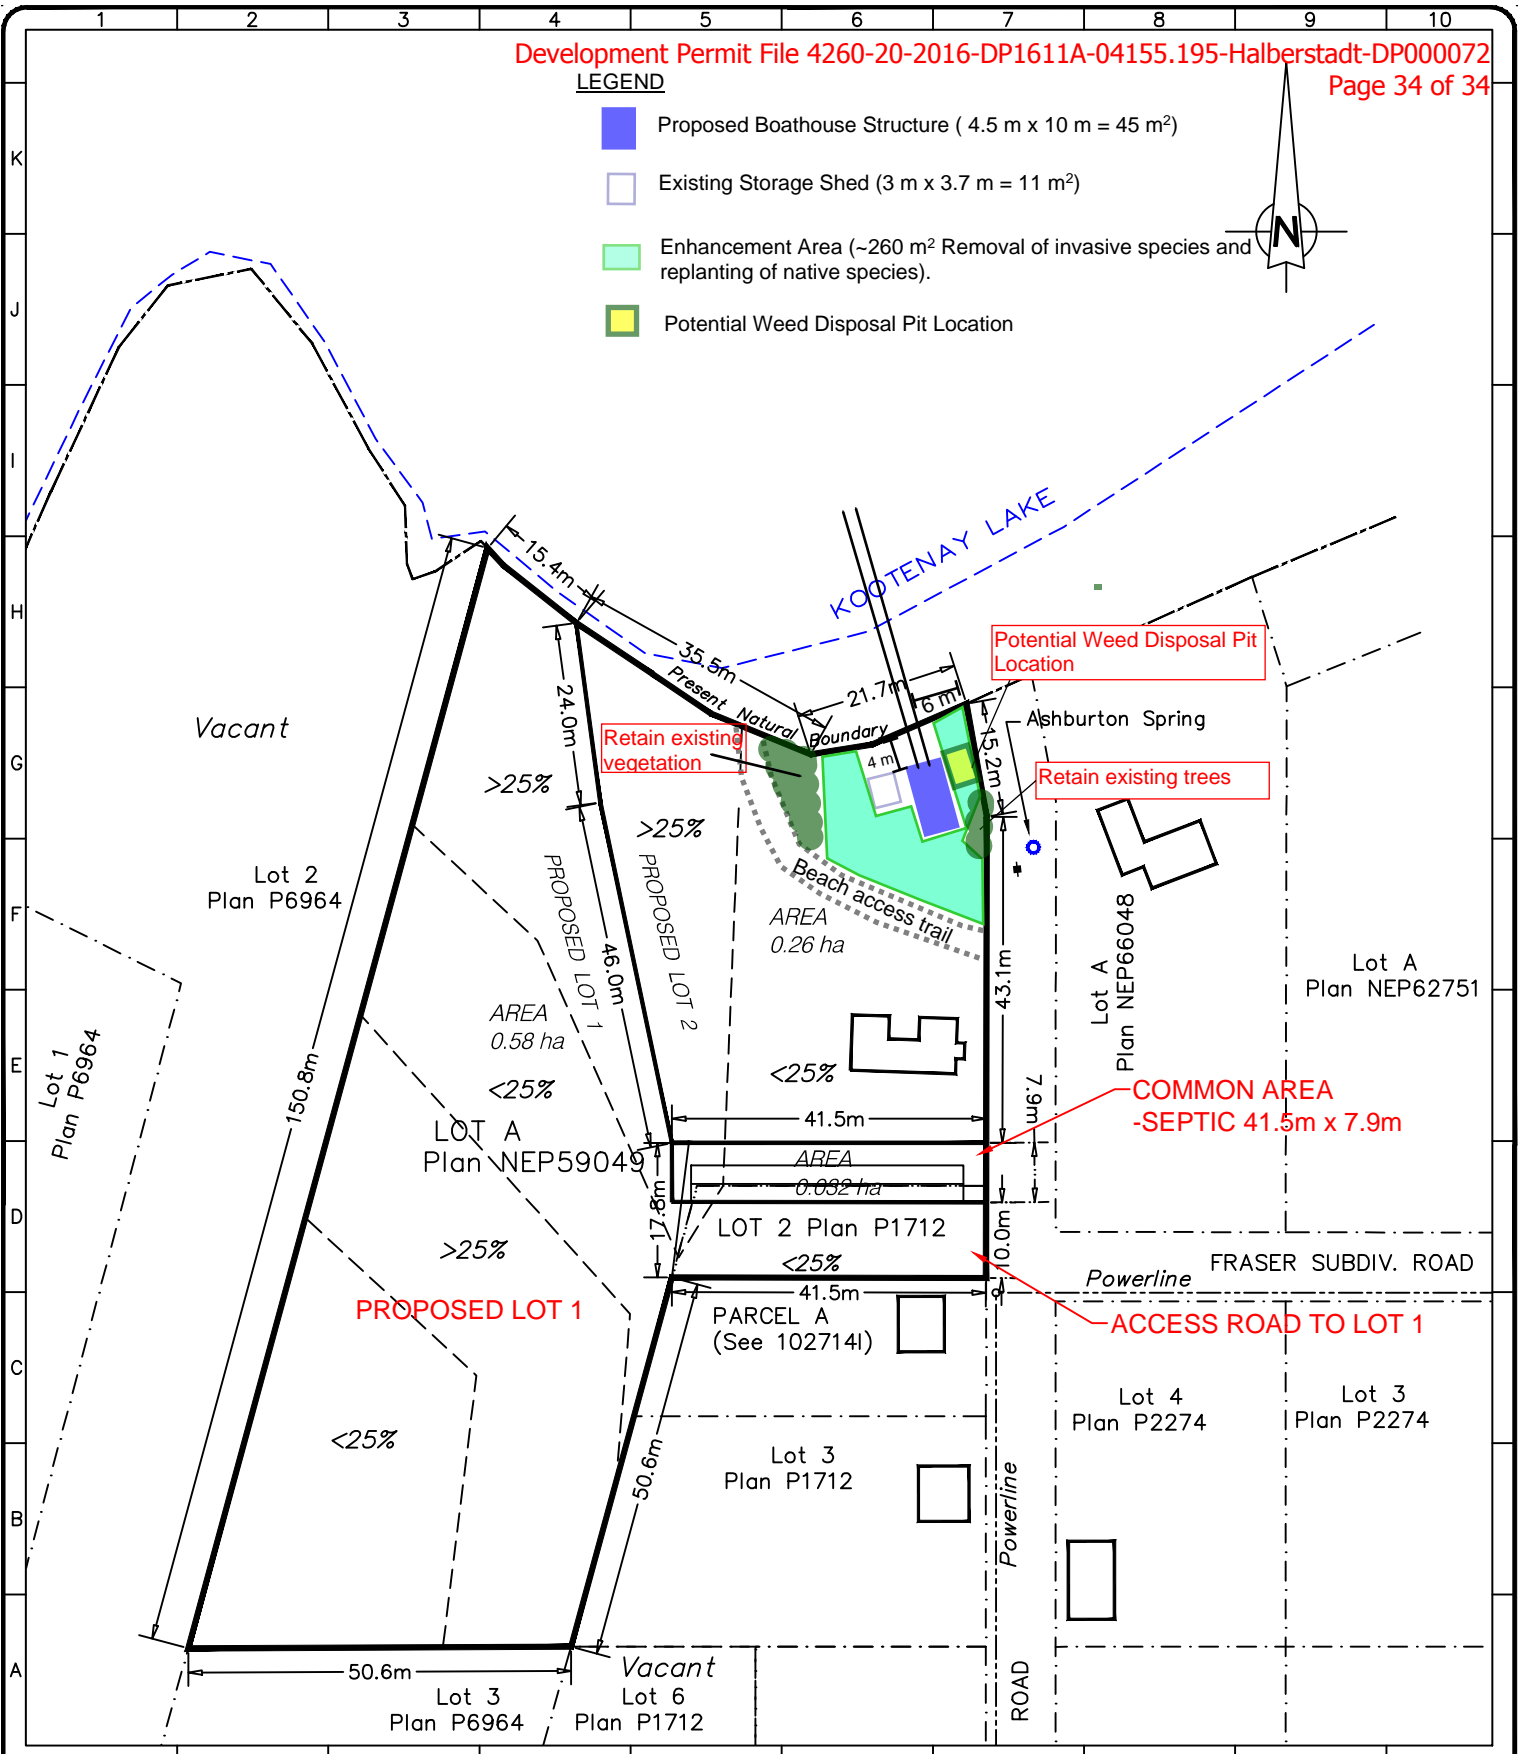 1 2 3 4 5 6 7 8 9 10
Development Permit File 4260-20-2016-DP1611A-04155.195-Halberstadt-DP000072
Page 34 of 34
LEGEND
Proposed Boathouse Structure ( 4.5 m x 10 m = 45 m²)
Existing Storage Shed (3 m x 3.7 m = 11 m²)
Enhancement Area (~260 m² Removal of invasive species and
replanting of native species).
Potential Weed Disposal Pit Location
N
K
J
I
H
G
F
E
D
C
B
A
KOOTENAY LAKE
15.4m
35.5m
Present Natural Boundary
21.7m
6 m
4 m
15.2m
24.0m
Potential Weed Disposal Pit
Location
Ashburton Spring
Retain existing
vegetation
Retain existing trees
Vacant
>25%
>25%
Lot 2
Plan P6964
PROPOSED LOT 1
PROPOSED LOT 2
46.0m
Beach access trail
AREA
0.26 ha
43.1m
Lot A
Plan NEP66048
Lot A
Plan NEP62751
AREA
0.58 ha
<25%
<25%
Lot 1
Plan P6964
150.8m
LOT A
Plan NEP59049
41.5m
7.9m
COMMON AREA
-SEPTIC 41.5m x 7.9m
AREA
0.032 ha
17.8m
LOT 2 Plan P1712
<25%
10.0m
41.5m
>25%
PROPOSED LOT 1
FRASER SUBDIV. ROAD
Powerline
ACCESS ROAD TO LOT 1
PARCEL A
(See 102714I)
Lot 4
Plan P2274
Lot 3
Plan P2274
<25%
50.6m
Lot 3
Plan P1712
Powerline
ROAD
50.6m
Lot 3
Plan P6964
Vacant
Lot 6
Plan P1712